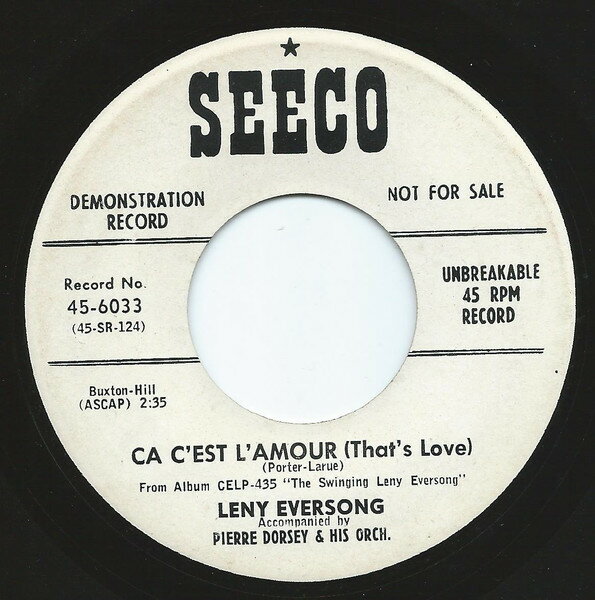 SEECO
DEMONSTRATION
RECORD
NOT FOR SALE
Record No.
45-6033
(45-SR-124)
UNBREAKABLE
45 RPM
RECORD
Buxton-Hill
(ASCAP) 2:35
CA C'EST L'AMOUR (That's Love)
(Porter-Larue)
From Album CELP-435 "The Swinging Leny Eversong"
LENY EVERSONG
Accompanied by
PIERRE DORSEY & HIS ORCH.